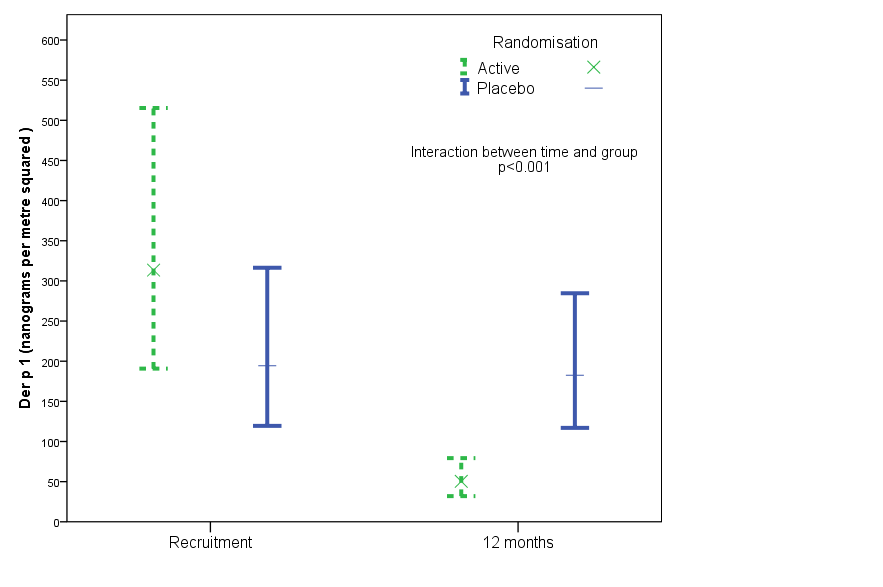 Randomisation
Active
Placebo
Interaction between time and group
p<0.001
600
550
500
450
400
350
300
250
200
150
100
50
0
Der p 1 (nanograms per metre squared )
Recruitment
12 months